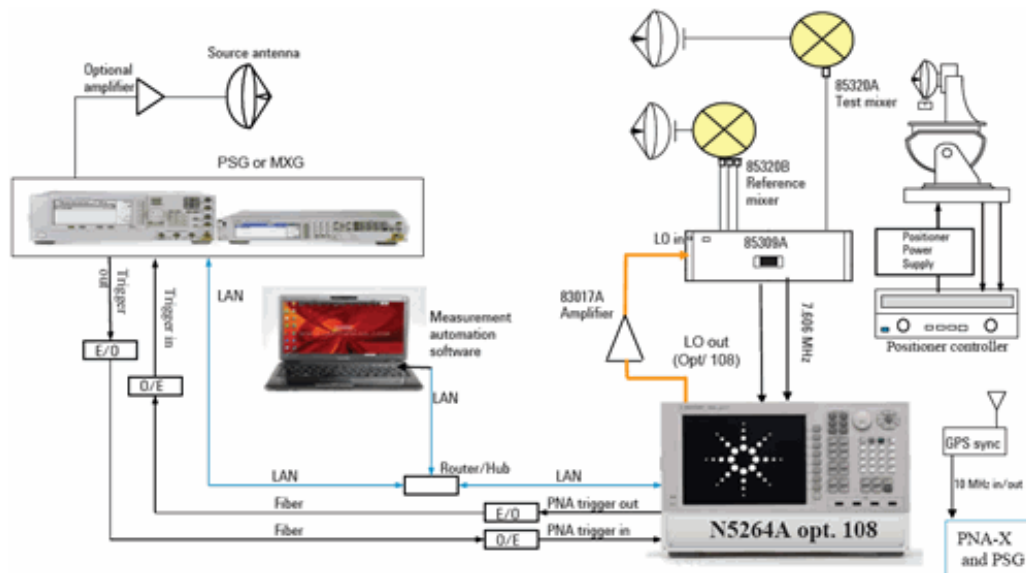 Optional
amplifier
Source antenna
PSG or MXG
Trigger
out
Trigger in
LAN
E/O
O/E
Measurement
automation
software
LAN
Router/Hub
LAN
LAN
Fiber
E/O
PNA trigger out
Fiber
O/E
PNA trigger in
85320A
Test mixer
85320B
Reference
mixer
LO in
85309A
83017A
Amplifier
LO out
(Opt/ 108)
7.606 MHz
N5264A opt. 108
Positioner
Power
Supply
Positioner controller
GPS sync
10 MHz in/out
PNA-X
and PSG